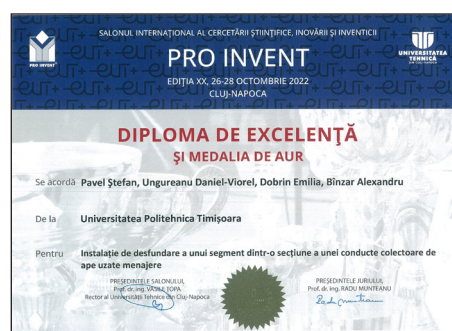 SALONUL INTERNAȚIONAL AL CERCETĂRII ȘTIINȚIFICE, INOVĂRII ȘI INVENTICII
PRO INVENT
UNIVERSITATEA
TEHNICĂ
DIN CLUJ-NAPOCA
PRO INVENT
EDIȚIA XX, 26-28 OCTOMBRIE 2022
CLUJ-NAPOCA
DIPLOMA DE EXCELENȚĂ
ȘI MEDALIA DE AUR
Se acordă Pavel Ștefan, Ungureanu Daniel-Viorel, Dobrin Emilia, Bînzar Alexandru
De la Universitatea Politehnica Timișoara
Pentru Instalație de desfundare a unui segment dintr-o secțiune a unei conducte colectoare de
ape uzate menajere
PREȘEDINTELE SALONULUI,
Prof. dr. ing. VASILE ȚOPA
Rector al Universității Tehnice din Cluj-Napoca
PREȘEDINTELE JURIULUI,
Prof. dr. ing. RADU MUNTEANU